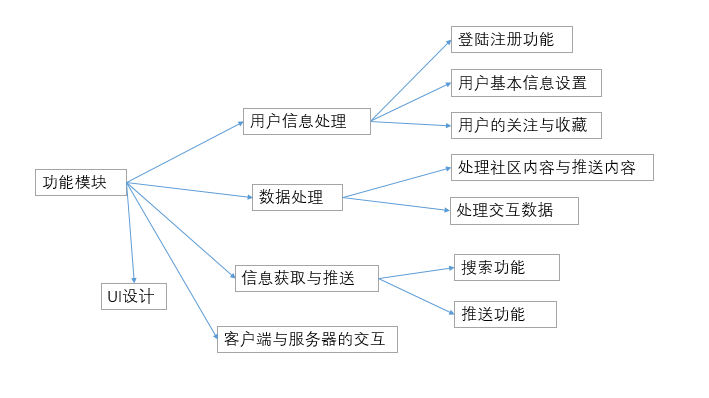 功能模块
用户信息处理
登陆注册功能
用户基本信息设置
用户的关注与收藏
数据处理
处理社区内容与推送内容
处理交互数据
信息获取与推送
搜索功能
推送功能
客户端与服务器的交互
UI设计